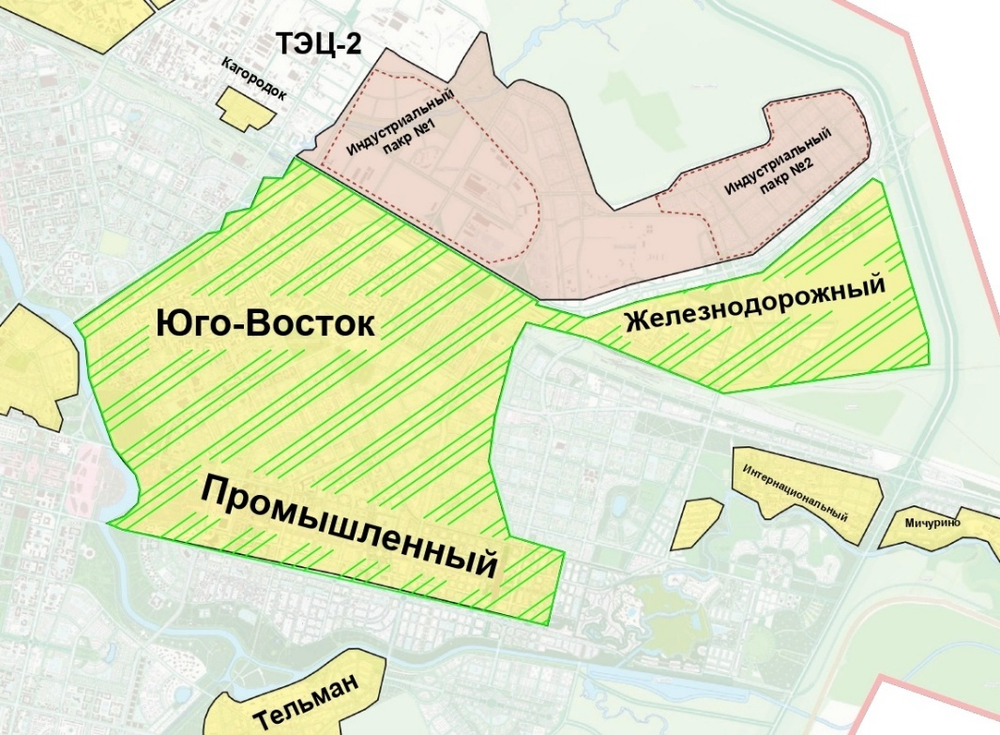 ТЭЦ-2
Кагородок
Индустриальный
пакр №1
Индустриальный
пакр №2
Юго-Восток
Железнодорожный
Промышленный
Интернациональный
Мичурино
Тельман